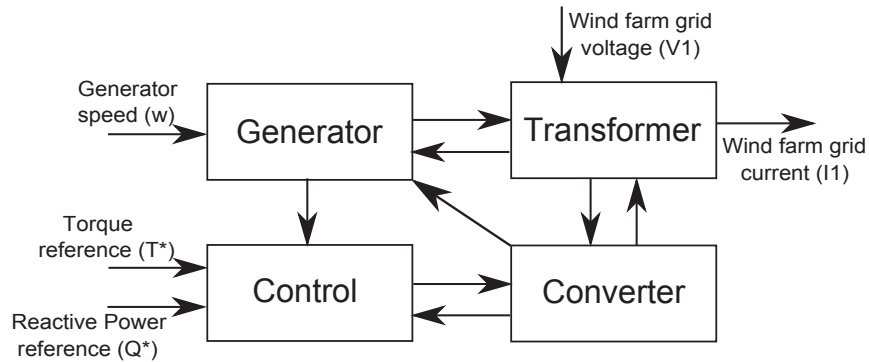 Wind farm grid
voltage (V1)
Generator
speed (w)
Generator
Transformer
Wind farm grid
current (I1)
Torque
reference (T*)
Control
Converter
Reactive Power
reference (Q*)